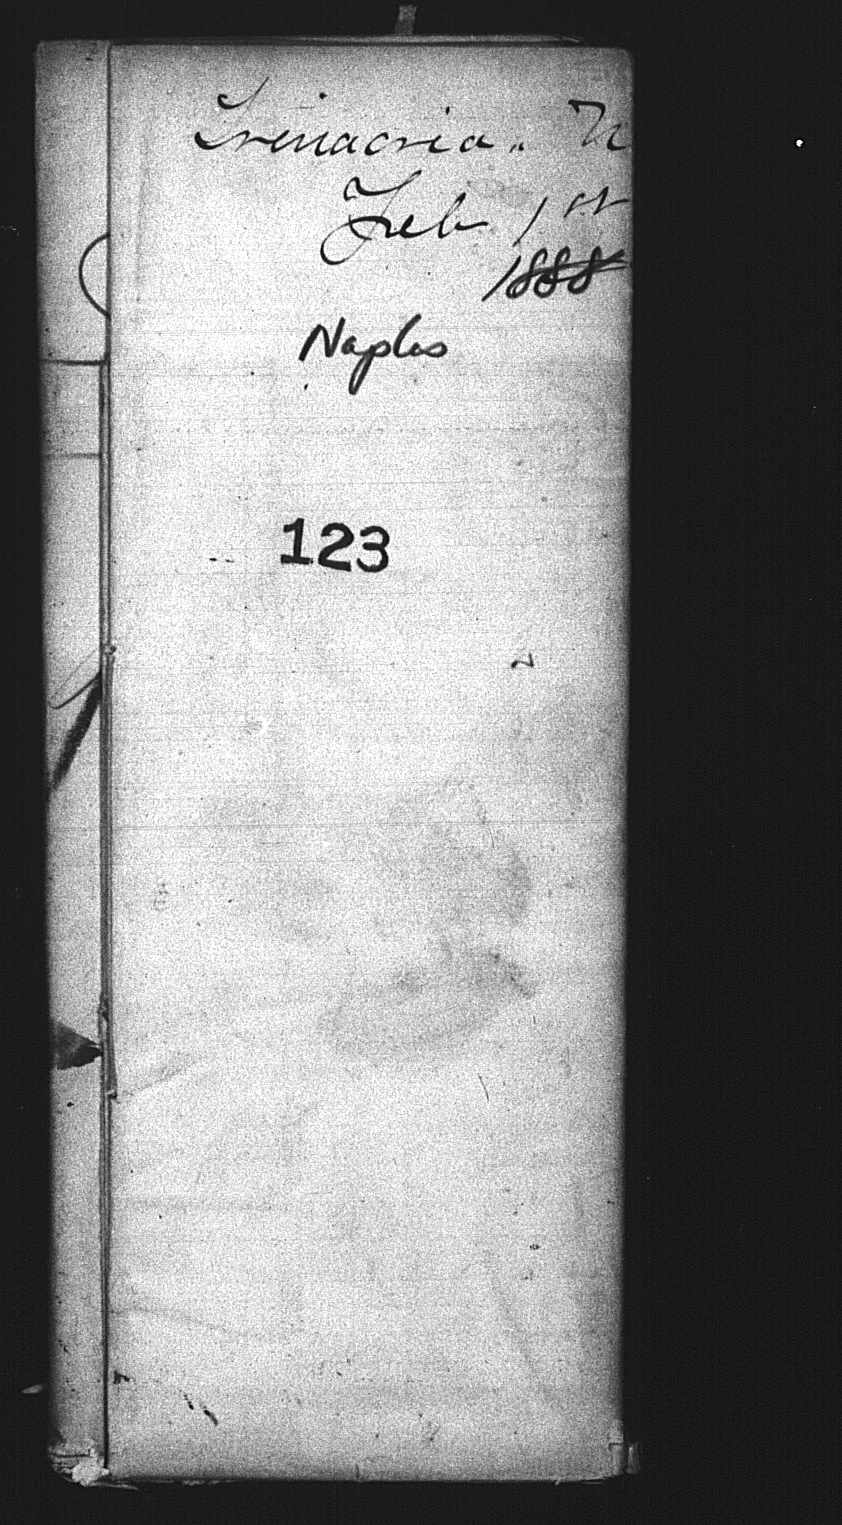 Trinacria. N
Feb 1st
1888
Naples
123